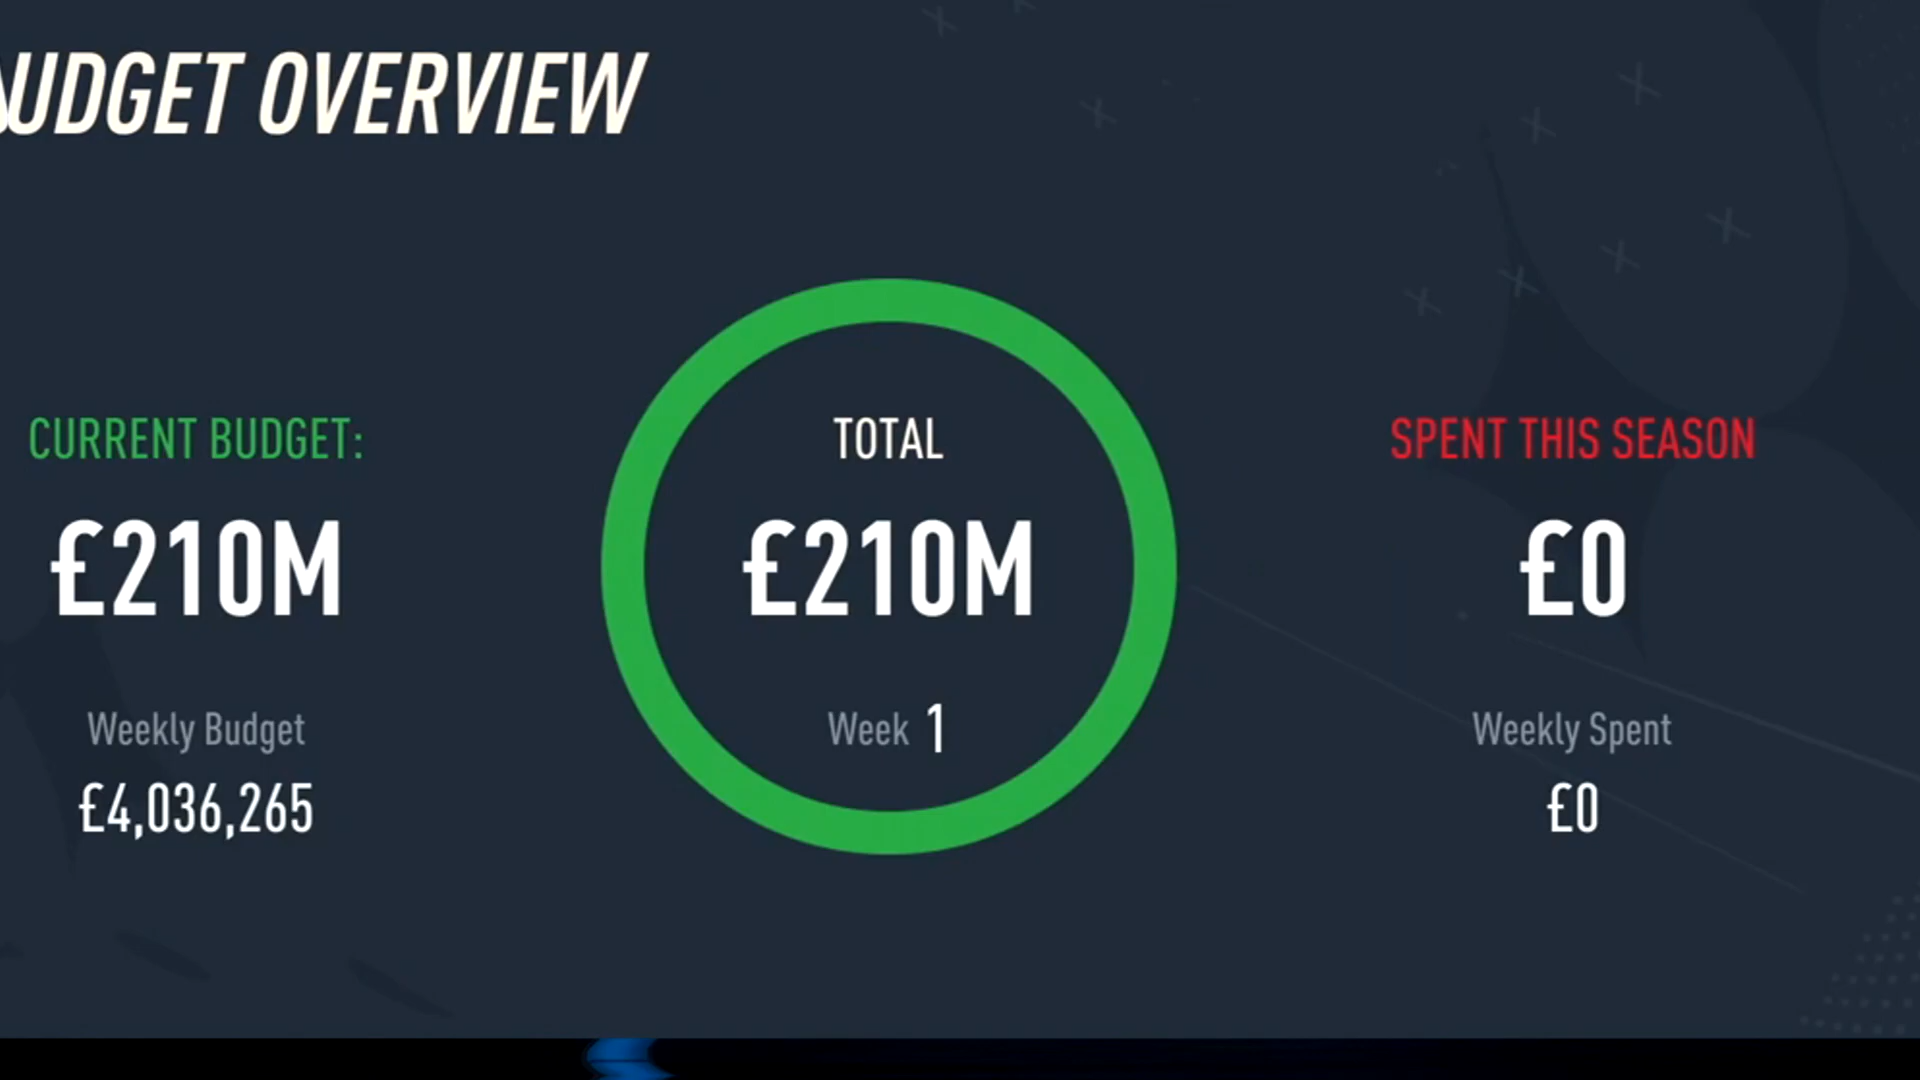 UDGET OVERVIEW
CURRENT BUDGET:
£210M
Weekly Budget
£4,036,265
TOTAL
£210M
Week 1
SPENT THIS SEASON
£0
Weekly Spent
£0